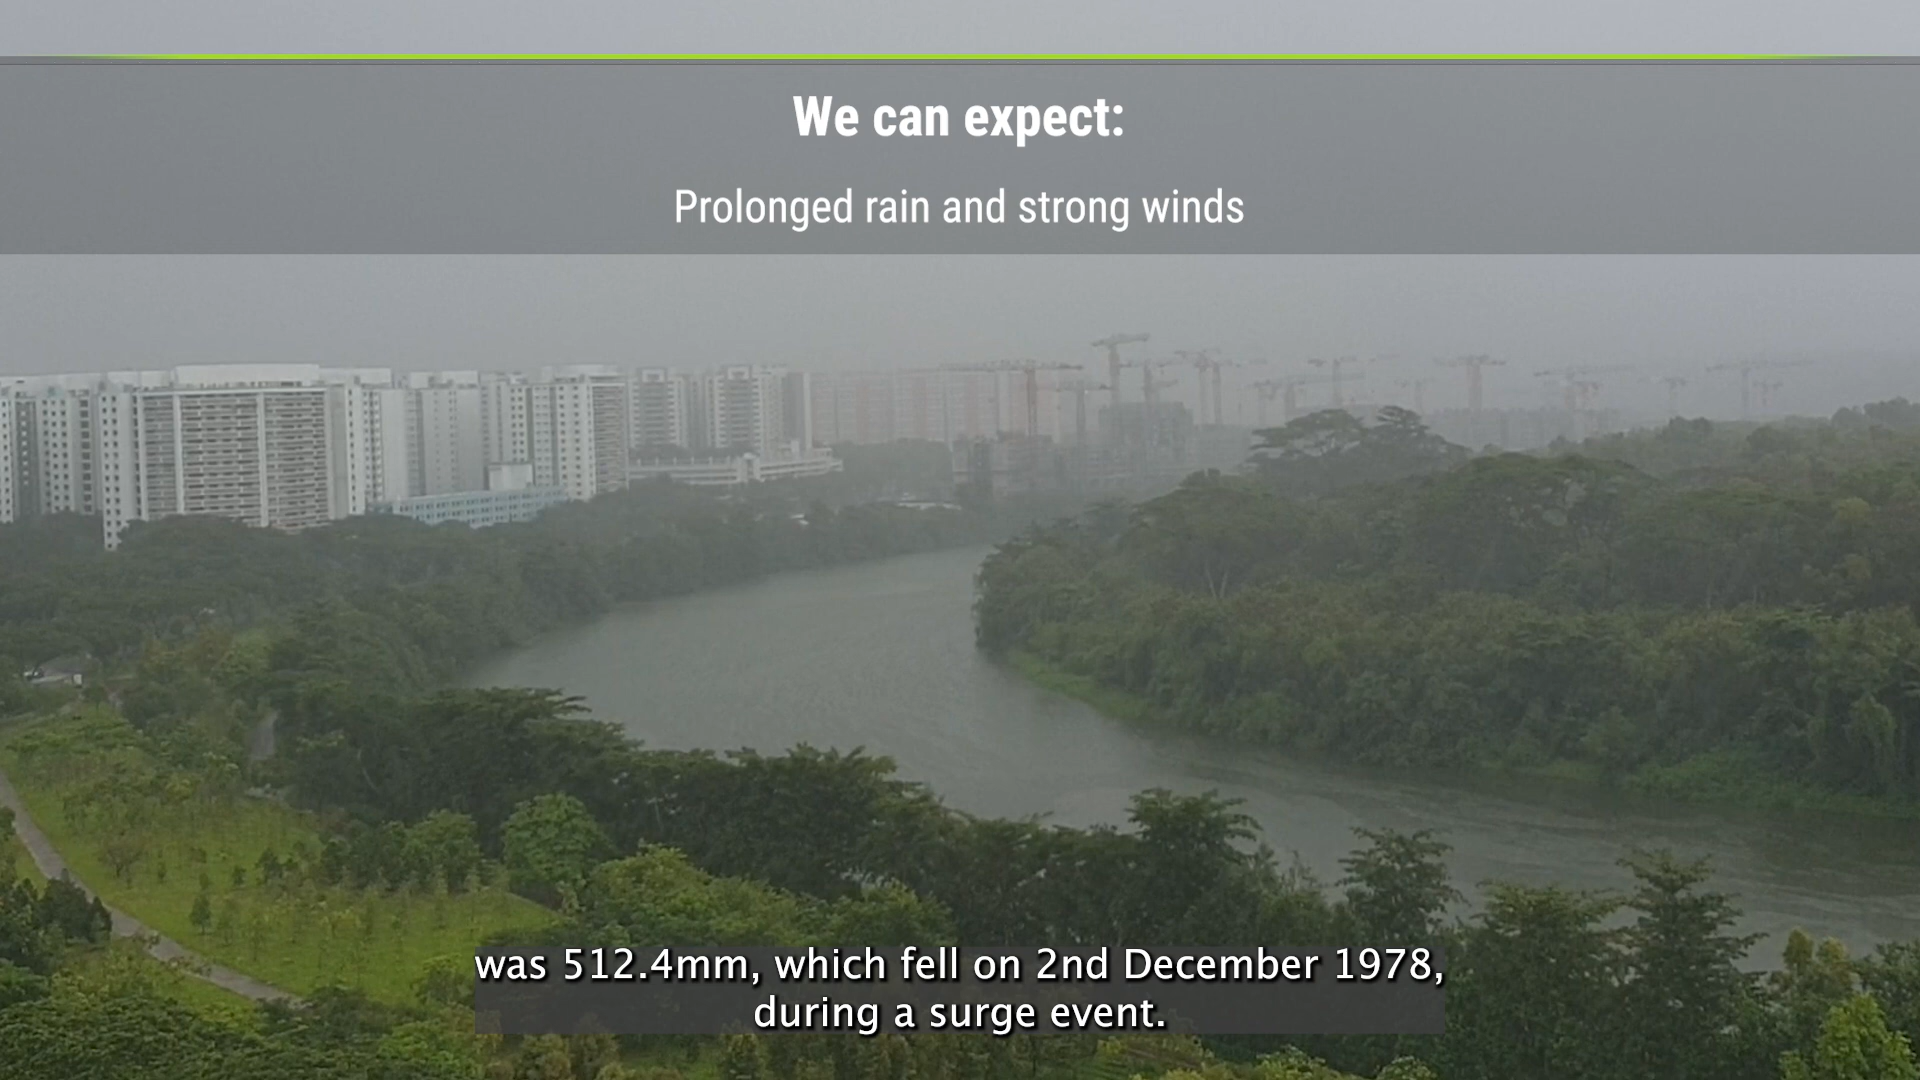 We can expect:
Prolonged rain and strong winds
was 512.4mm, which fell on 2nd December 1978,
during a surge event.